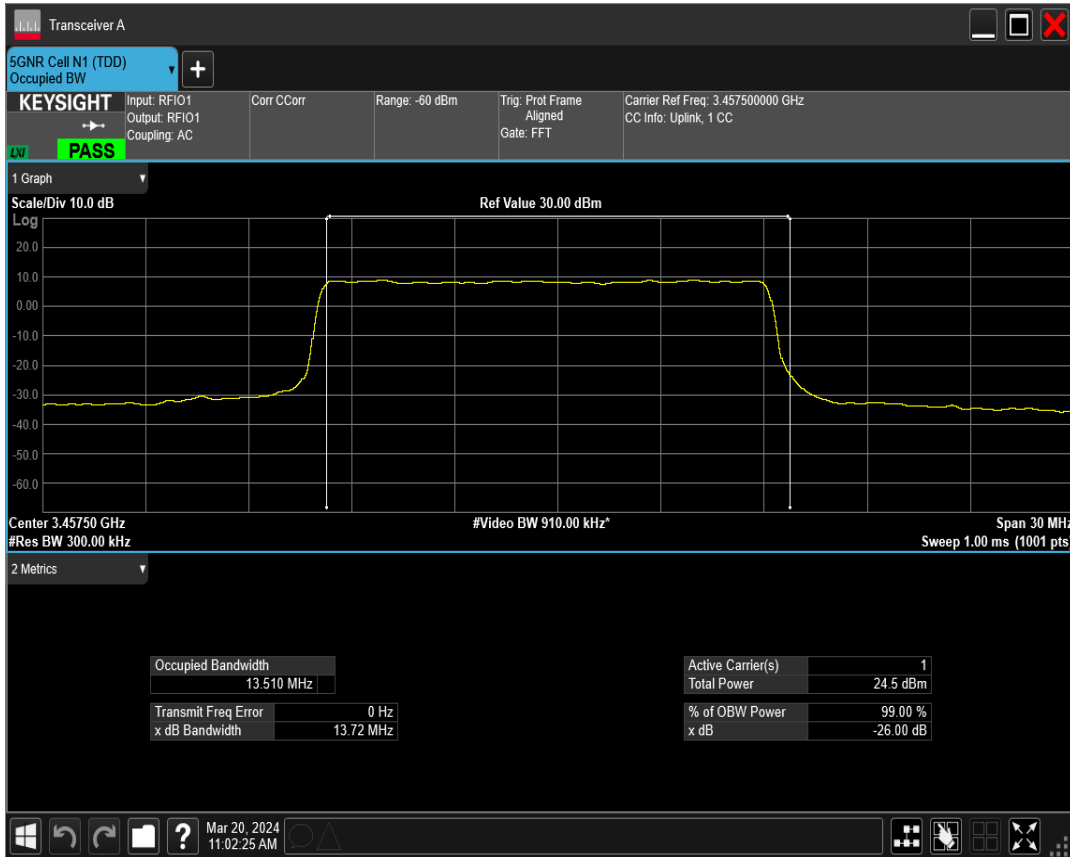 Transceiver A
5GNR Cell N1 (TDD)
Occupied BW
+
KEYSIGHT
LXI
PASS
Input: RFIO1
Output: RFIO1
Coupling: AC
Corr CCorr
Range: -60 dBm
Trig: Prot Frame
Aligned
Gate: FFT
Carrier Ref Freq: 3.457500000 GHz
CC Info: Uplink, 1 CC
1 Graph
Scale/Div 10.0 dB
Ref Value 30.00 dBm
Log
20.0
10.0
0.00
-10.0
-20.0
-30.0
-40.0
-50.0
-60.0
Center 3.45750 GHz
#Video BW 910.00 kHz*
Span 30 MHz
#Res BW 300.00 kHz
Sweep 1.00 ms (1001 pts)
2 Metrics
Occupied Bandwidth
13.510 MHz
Transmit Freq Error 0 Hz
x dB Bandwidth 13.72 MHz
Active Carrier(s) 1
Total Power 24.5 dBm
% of OBW Power 99.00 %
x dB -26.00 dB
?
Mar 20, 2024
11:02:25 AM